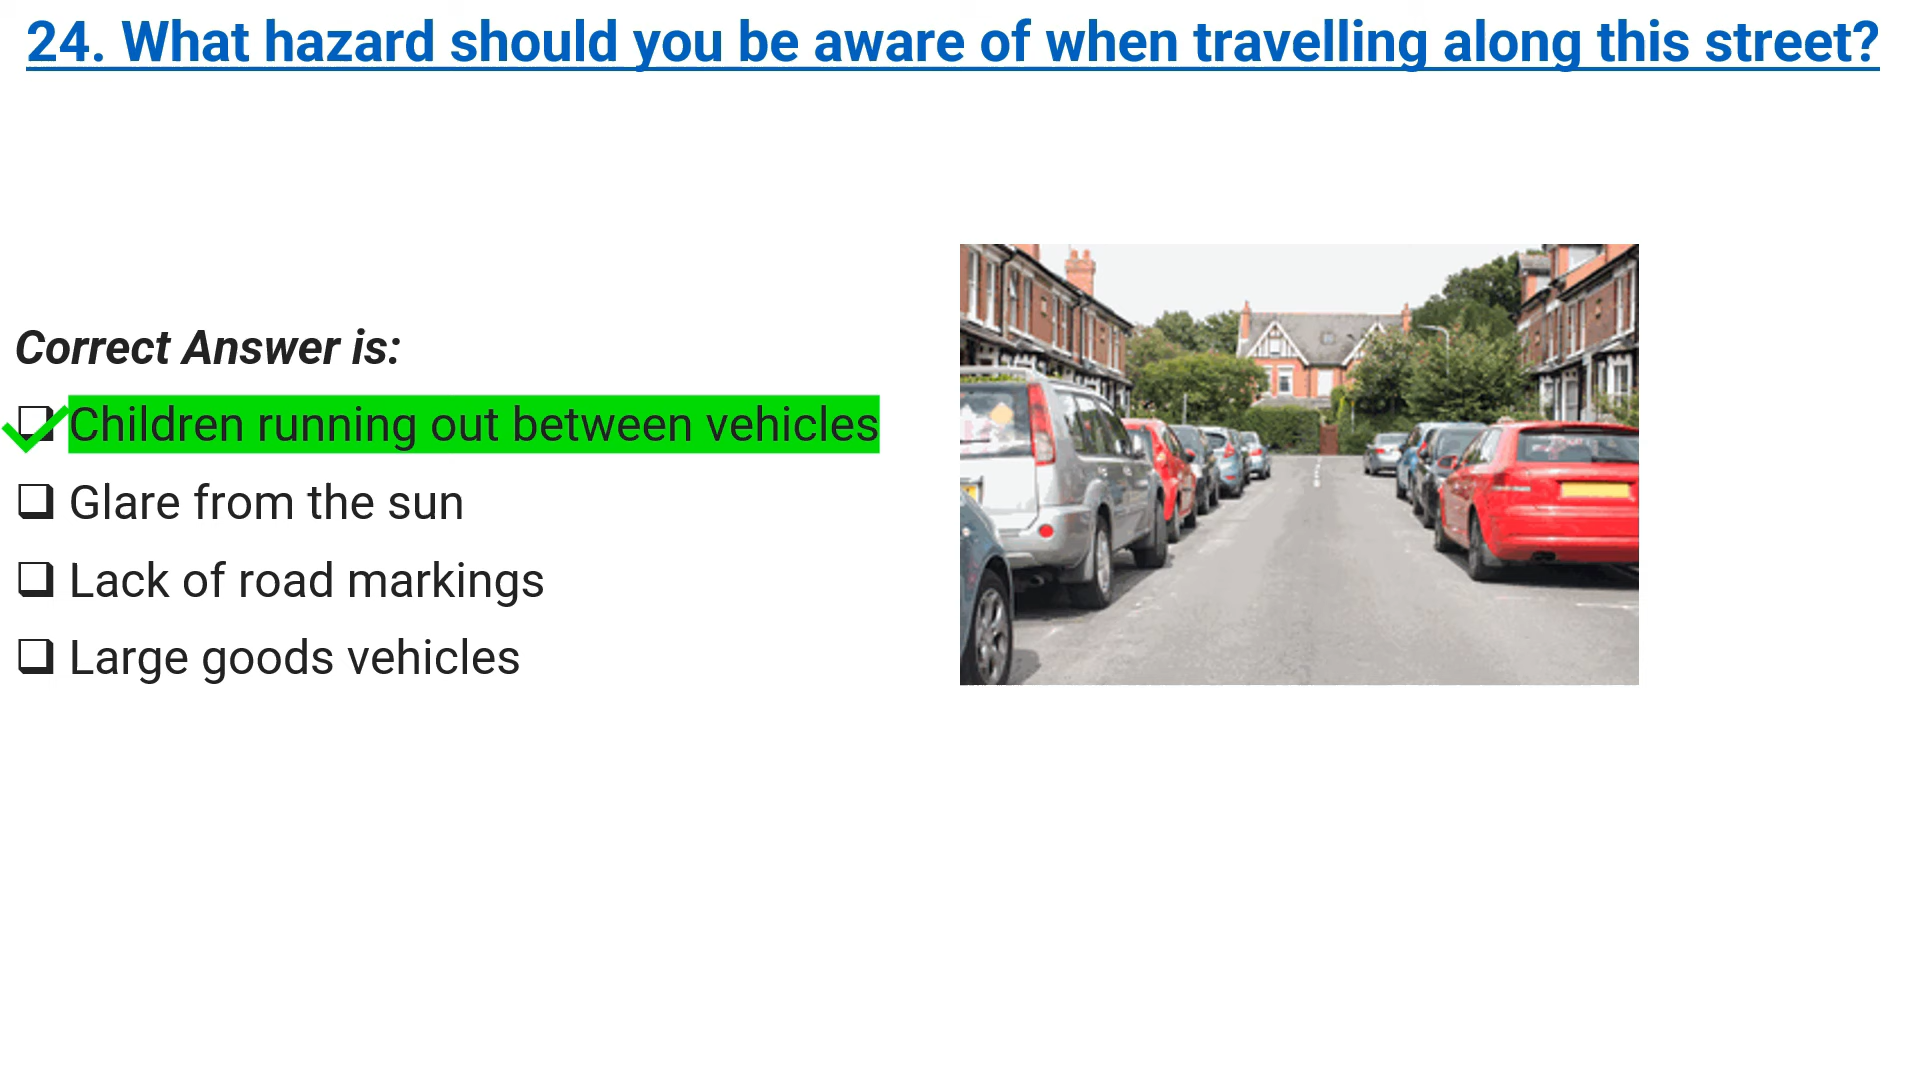 24. What hazard should you be aware of when travelling along this street?
Correct Answer is:
Children running out between vehicles
Glare from the sun
Lack of road markings
Large goods vehicles